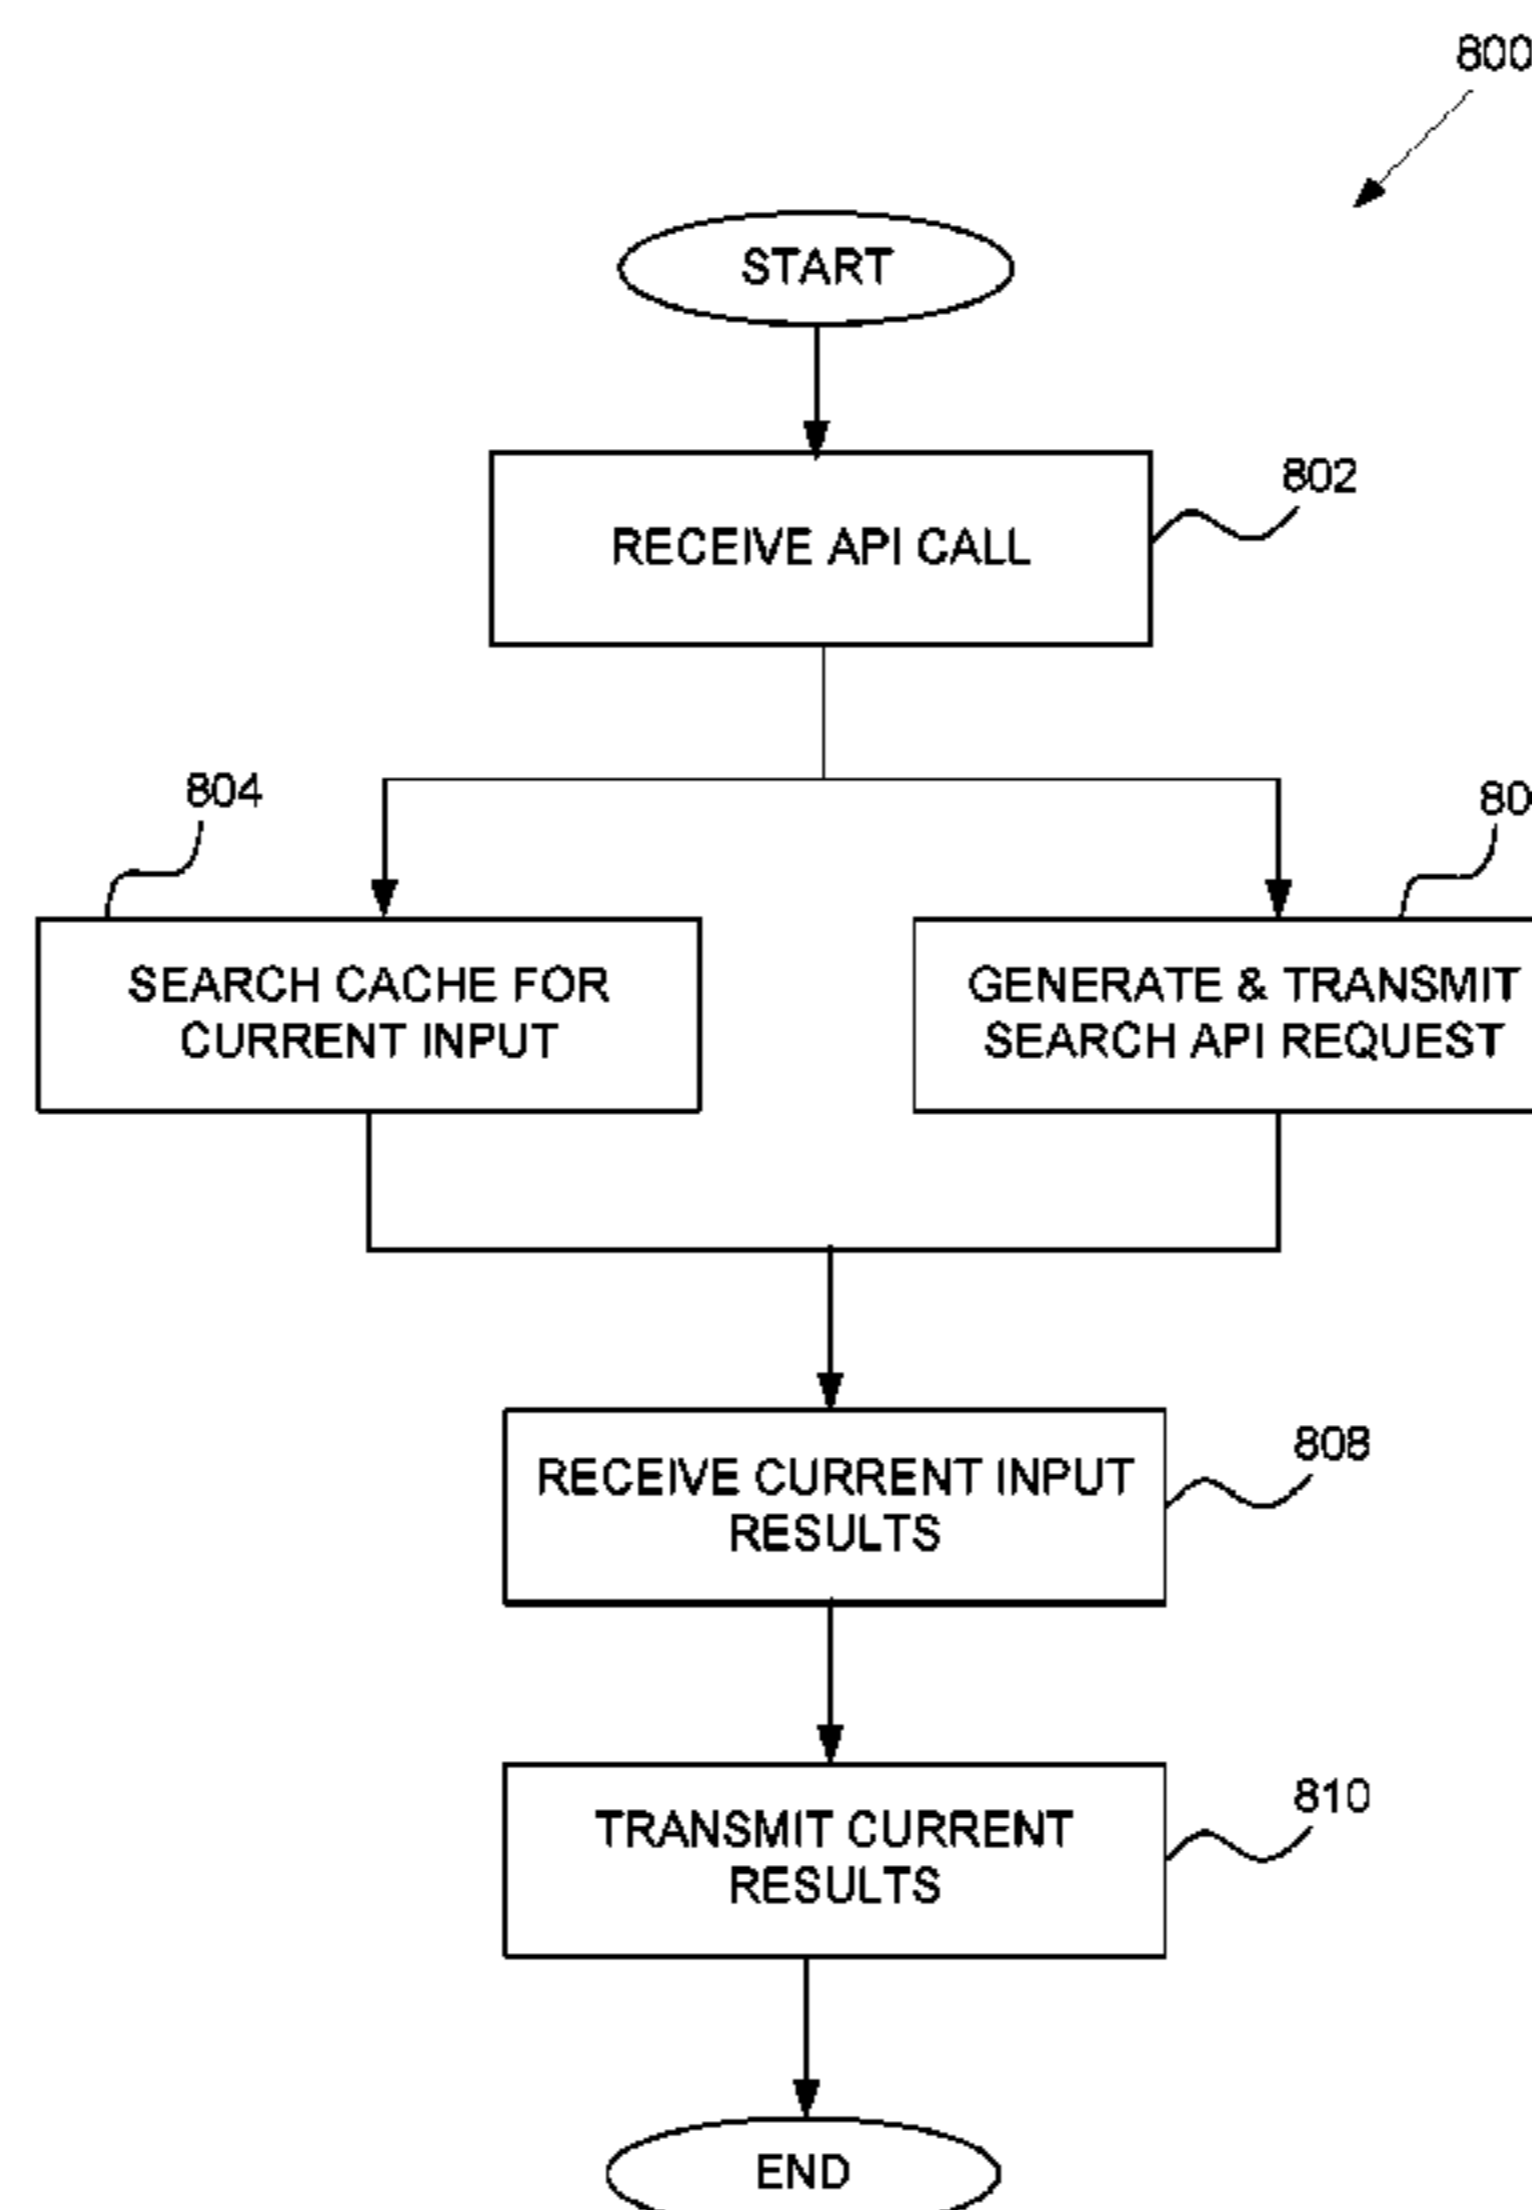 800
START
RECEIVE API CALL
802
804
SEARCH CACHE FOR
CURRENT INPUT
GENERATE & TRANSMIT
SEARCH API REQUEST
RECEIVE CURRENT INPUT
RESULTS
808
TRANSMIT CURRENT
RESULTS
810
END